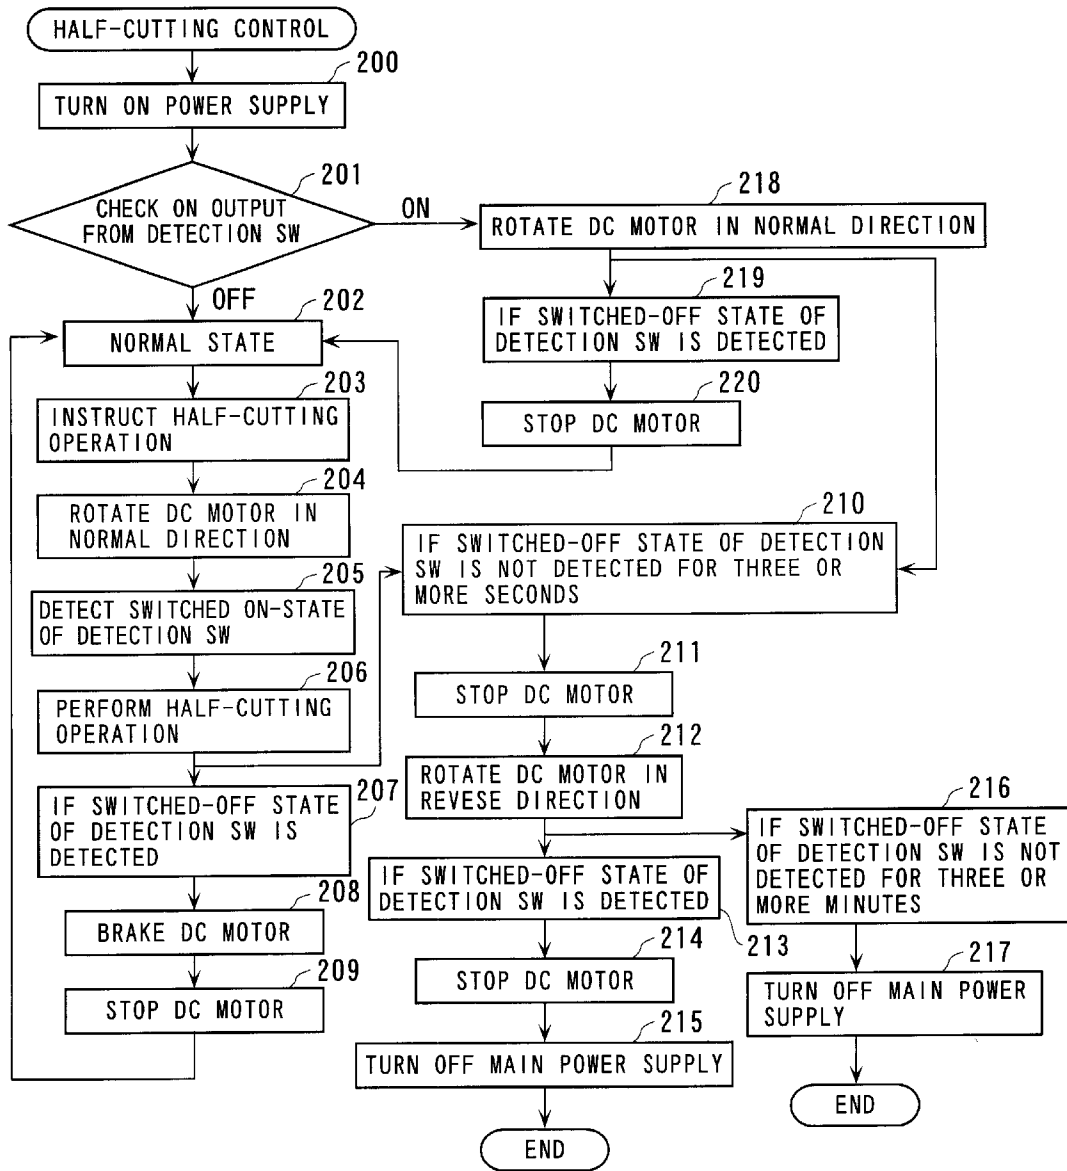 HALF-CUTTING CONTROL
200
TURN ON POWER SUPPLY
201
CHECK ON OUTPUT
FROM DETECTION SW
ON
OFF
202
NORMAL STATE
203
INSTRUCT HALF-CUTTING
OPERATION
204
ROTATE DC MOTOR IN
NORMAL DIRECTION
205
DETECT SWITCHED ON-STATE
OF DETECTION SW
206
PERFORM HALF-CUTTING
OPERATION
207
IF SWITCHED-OFF STATE
OF DETECTION SW IS
DETECTED
208
BRAKE DC MOTOR
209
STOP DC MOTOR
218
ROTATE DC MOTOR IN NORMAL DIRECTION
219
IF SWITCHED-OFF STATE OF
DETECTION SW IS DETECTED
220
STOP DC MOTOR
210
IF SWITCHED-OFF STATE OF DETECTION
SW IS NOT DETECTED FOR THREE OR
MORE SECONDS
211
STOP DC MOTOR
212
ROTATE DC MOTOR IN
REVESE DIRECTION
IF SWITCHED-OFF STATE OF
DETECTION SW IS DETECTED
213
214
STOP DC MOTOR
215
TURN OFF MAIN POWER SUPPLY
END
216
IF SWITCHED-OFF STATE
OF DETECTION SW IS NOT
DETECTED FOR THREE OR
MORE MINUTES
217
TURN OFF MAIN POWER
SUPPLY
END